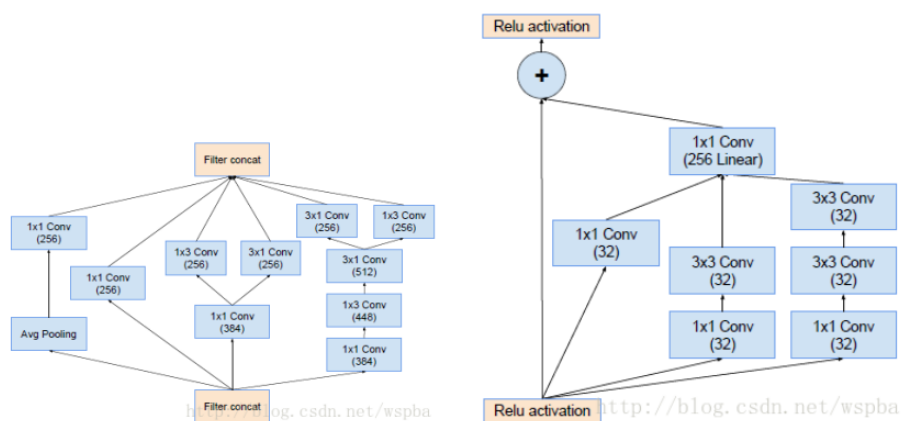 Filter concat
1x1 Conv
(256)
1x1 Conv
(256)
1x3 Conv
(256)
3x1 Conv
(256)
3x1 Conv
(256)
1x3 Conv
(256)
3x1 Conv
(512)
1x3 Conv
(448)
1x1 Conv
(384)
1x1 Conv
(384)
Avg Pooling
Filter concat
http://blog.csdn.net/wspba
Relu activation
+
1x1 Conv
(256 Linear)
1x1 Conv
(32)
3x3 Conv
(32)
1x1 Conv
(32)
3x3 Conv
(32)
3x3 Conv
(32)
1x1 Conv
(32)
Relu activation
http://blog.csdn.net/wspba